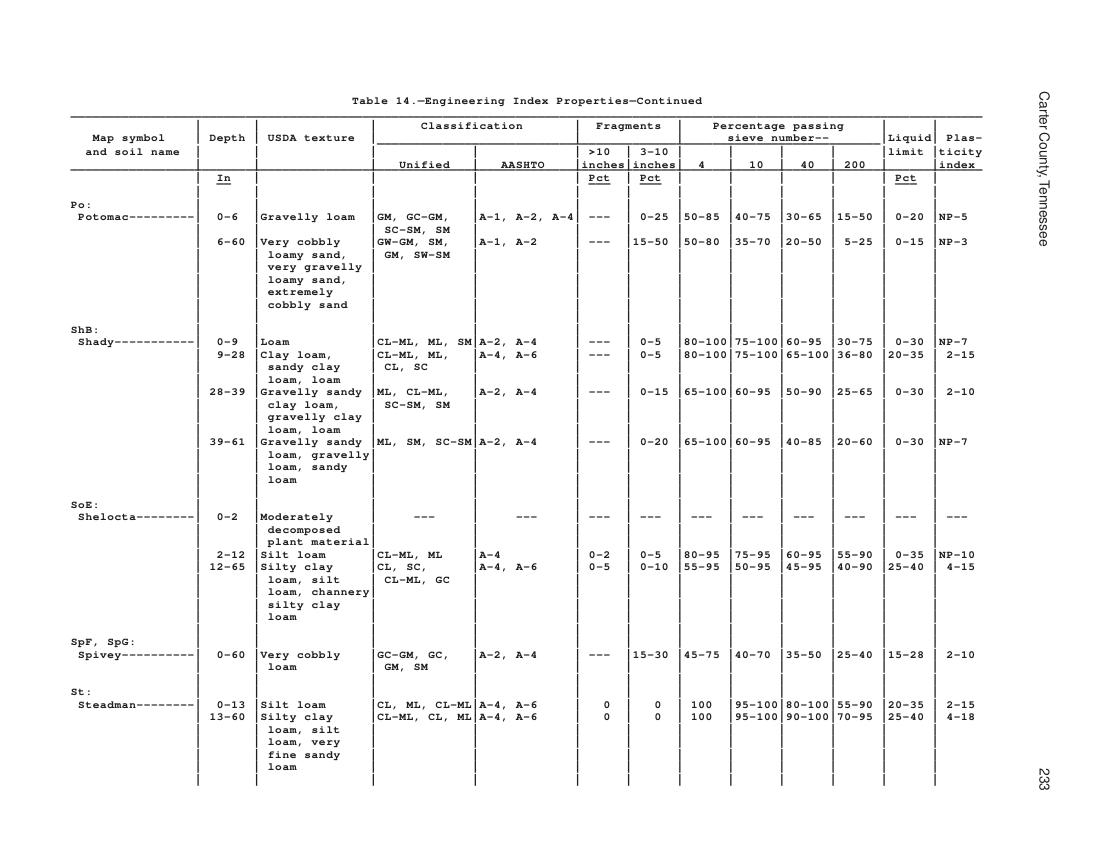 Table 14.—Engineering Index Properties—Continued
Classification Fragments Percentage passing
Map symbol Depth USDA texture sieve number-- Liquid Plas-
and soil name >10 3-10 limit ticity
Unified AASHTO inches inches 4 10 40 200 index
In Pct Pct Pct
Po:
Potomac--------- 0-6 Gravelly loam GM, GC-GM, A-1, A-2, A-4 --- 0-25 50-85 40-75 30-65 15-50 0-20 NP-5
SC-SM, SM
6-60 Very cobbly GW-GM, SM, A-1, A-2 --- 15-50 50-80 35-70 20-50 5-25 0-15 NP-3
loamy sand, GM, SW-SM
very gravelly
loamy sand,
extremely
cobbly sand
ShB:
Shady----------- 0-9 Loam CL-ML, ML, SM A-2, A-4 --- 0-5 80-100 75-100 60-95 30-75 0-30 NP-7
9-28 Clay loam, CL-ML, ML, A-4, A-6 --- 0-5 80-100 75-100 65-100 36-80 20-35 2-15
sandy clay CL, SC
loam, loam
28-39 Gravelly sandy ML, CL-ML, A-2, A-4 --- 0-15 65-100 60-95 50-90 25-65 0-30 2-10
clay loam, SC-SM, SM
gravelly clay
loam, loam
39-61 Gravelly sandy ML, SM, SC-SM A-2, A-4 --- 0-20 65-100 60-95 40-85 20-60 0-30 NP-7
loam, gravelly
loam, sandy
loam
SoE:
Shelocta-------- 0-2 Moderately --- --- --- --- --- --- --- --- --- ---
decomposed
plant material
2-12 Silt loam CL-ML, ML A-4 0-2 0-5 80-95 75-95 60-95 55-90 0-35 NP-10
12-65 Silty clay CL, SC, A-4, A-6 0-5 0-10 55-95 50-95 45-95 40-90 25-40 4-15
loam, silt CL-ML, GC
loam, channery
silty clay
loam
SpF, SpG:
Spivey---------- 0-60 Very cobbly GC-GM, GC, A-2, A-4 --- 15-30 45-75 40-70 35-50 25-40 15-28 2-10
loam GM, SM
St:
Steadman-------- 0-13 Silt loam CL, ML, CL-ML A-4, A-6 0 0 100 95-100 80-100 55-90 20-35 2-15
13-60 Silty clay CL-ML, CL, ML A-4, A-6 0 0 100 95-100 90-100 70-95 25-40 4-18
loam, silt
loam, very
fine sandy
loam
Carter County, Tennessee
233